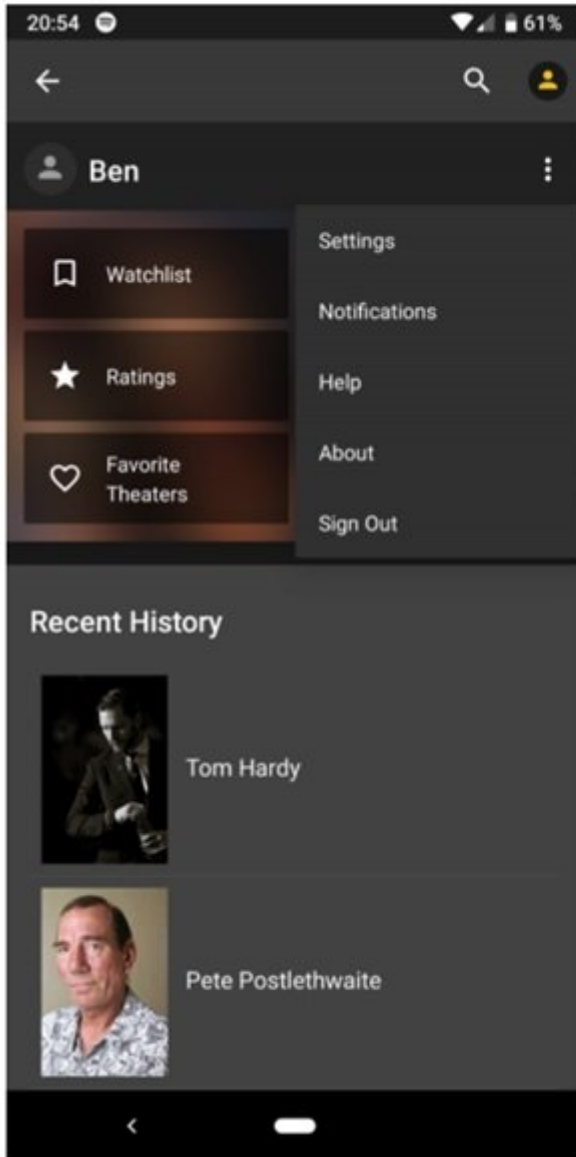 20:54 61%
Ben
Settings
Watchlist
Notifications
Ratings
Help
Favorite
Theaters
About
Sign Out
Recent History
Tom Hardy
Pete Postlethwaite